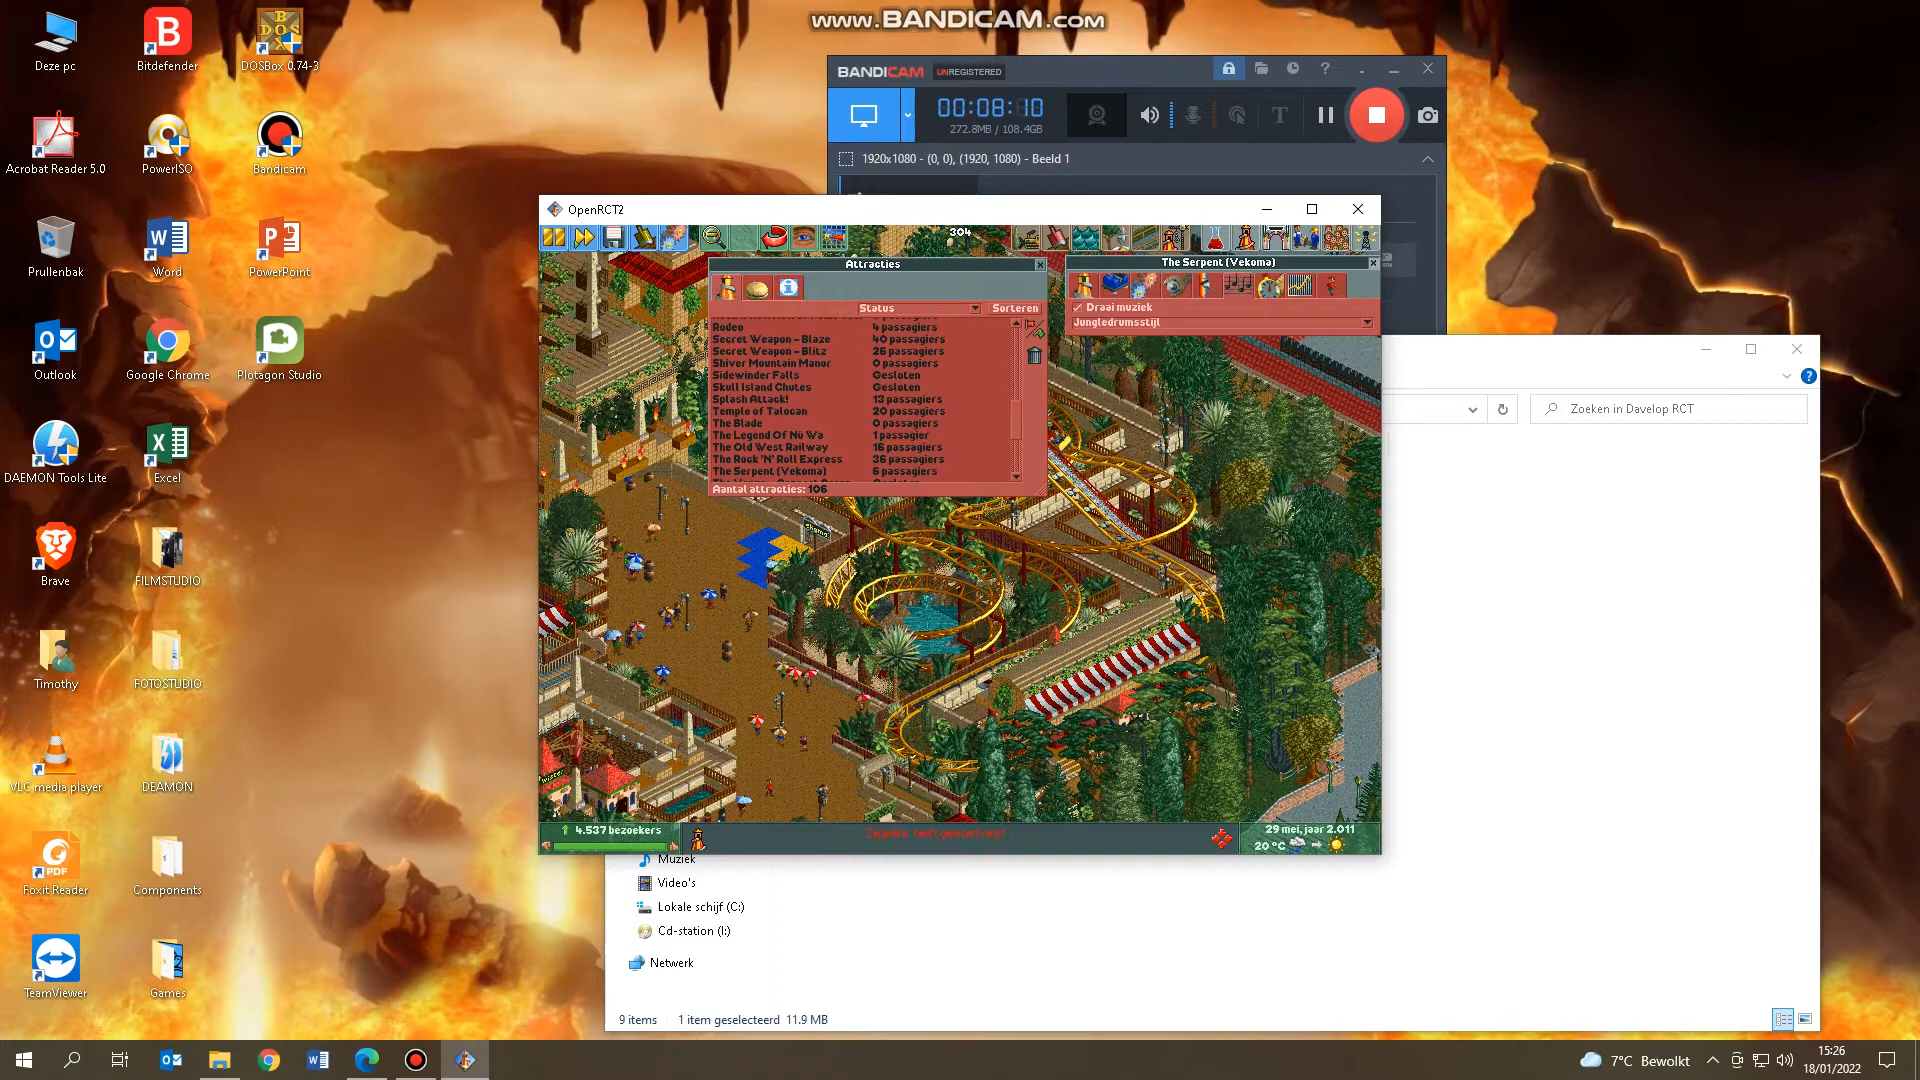 www.BANDICAM.com
Deze pc
Bitdefender
DOSBox 0.74-3
Acrobat Reader 5.0
PowerISO
Bandicam
Prullenbak
Word
PowerPoint
Outlook
Google Chrome
Plotagon Studio
DAEMON Tools Lite
Excel
Brave
FILMSTUDIO
Timothy
FOTOSTUDIO
VLC media player
DEAMON
Foxit Reader
Components
TeamViewer
Games
BANDICAM UNREGISTERED
00:08:10
272.8MB / 108.4GB
1920x1080 - (0, 0), (1920, 1080) - Beeld 1
OpenRCT2
304
Attracties
Status
Sorteren
Rodeo 4 passagiers
Secret Weapon - Blaze 40 passagiers
Secret Weapon - Blitz 26 passagiers
Shiver Mountain Manor 0 passagiers
Sidewinder Falls Gesloten
Skull Island Chutes Gesloten
Splash Attack! 13 passagiers
Temple of Talocan 20 passagiers
The Blade 0 passagiers
The Legend Of Nü Wa 1 passagier
The Old West Railway 16 passagiers
The Rock 'N' Roll Express 36 passagiers
The Serpent (Vekoma) 6 passagiers
Aantal attracties: 106
The Serpent (Vekoma)
Draai muziek
Jungledrumsstijl
4.537 bezoekers
29 mei, jaar 2.011
20 °C
Zoeken in Davelop RCT
Muziek
Video's
Lokale schijf (C:)
Cd-station (I:)
Netwerk
9 items 1 item geselecteerd 11.9 MB
7°C Bewolkt
15:26
18/01/2022